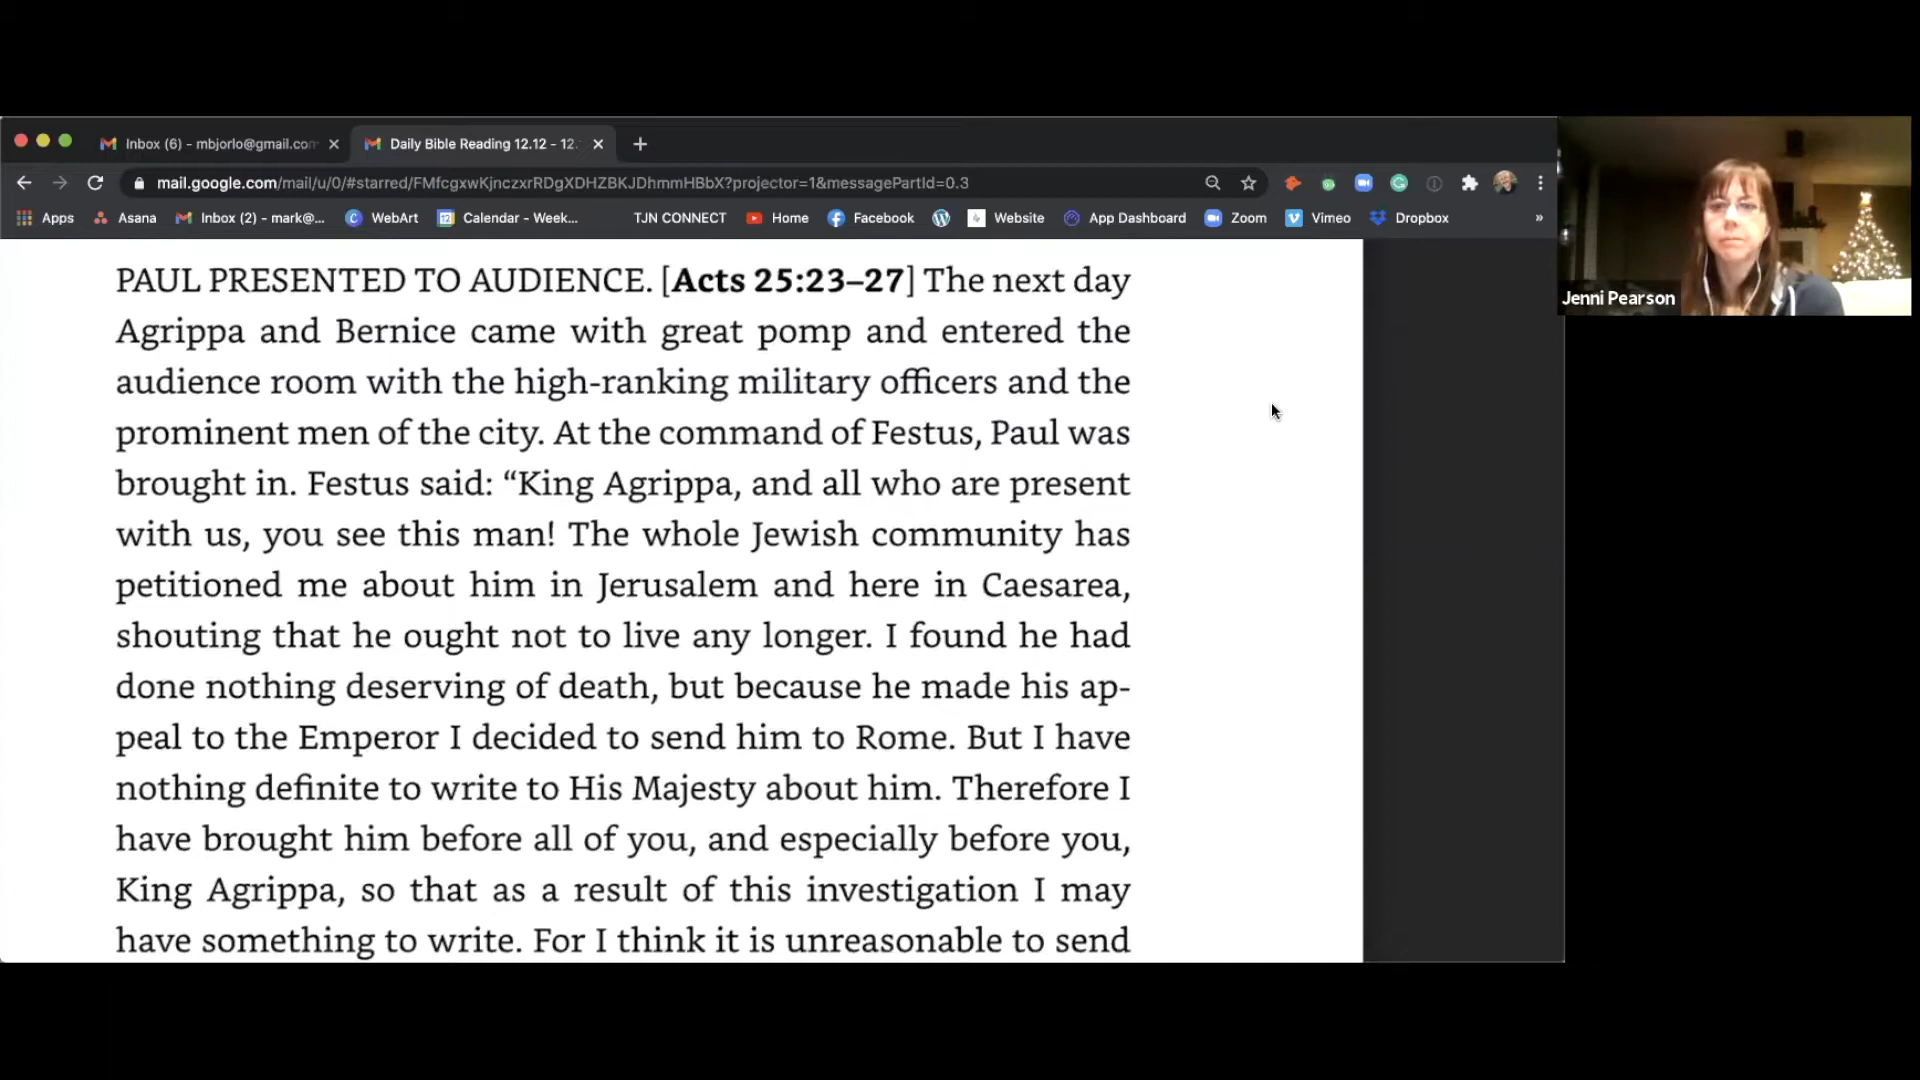 Inbox (6) - mbjorlo@gmail.com
Daily Bible Reading 12.12 - 12.
mail.google.com/mail/u/0/#starred/FMfcgxwKjnczxrRDgXDHZBKJDhmmHBbX?projector=1&messagePartId=0.3
Apps Asana Inbox (2) - mark@... WebArt Calendar - Week... TJN CONNECT Home Facebook Website App Dashboard Zoom Vimeo Dropbox »
PAUL PRESENTED TO AUDIENCE. [Acts 25:23–27] The next day
Agrippa and Bernice came with great pomp and entered the
audience room with the high-ranking military officers and the
prominent men of the city. At the command of Festus, Paul was
brought in. Festus said: “King Agrippa, and all who are present
with us, you see this man! The whole Jewish community has
petitioned me about him in Jerusalem and here in Caesarea,
shouting that he ought not to live any longer. I found he had
done nothing deserving of death, but because he made his ap-
peal to the Emperor I decided to send him to Rome. But I have
nothing definite to write to His Majesty about him. Therefore I
have brought him before all of you, and especially before you,
King Agrippa, so that as a result of this investigation I may
have something to write. For I think it is unreasonable to send
Jenni Pearson